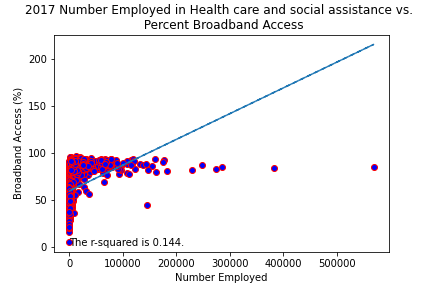 2017 Number Employed in Health care and social assistance vs.
Percent Broadband Access
Broadband Access (%)
200
150
100
50
0
The r-squared is 0.144.
0 100000 200000 300000 400000 500000
Number Employed